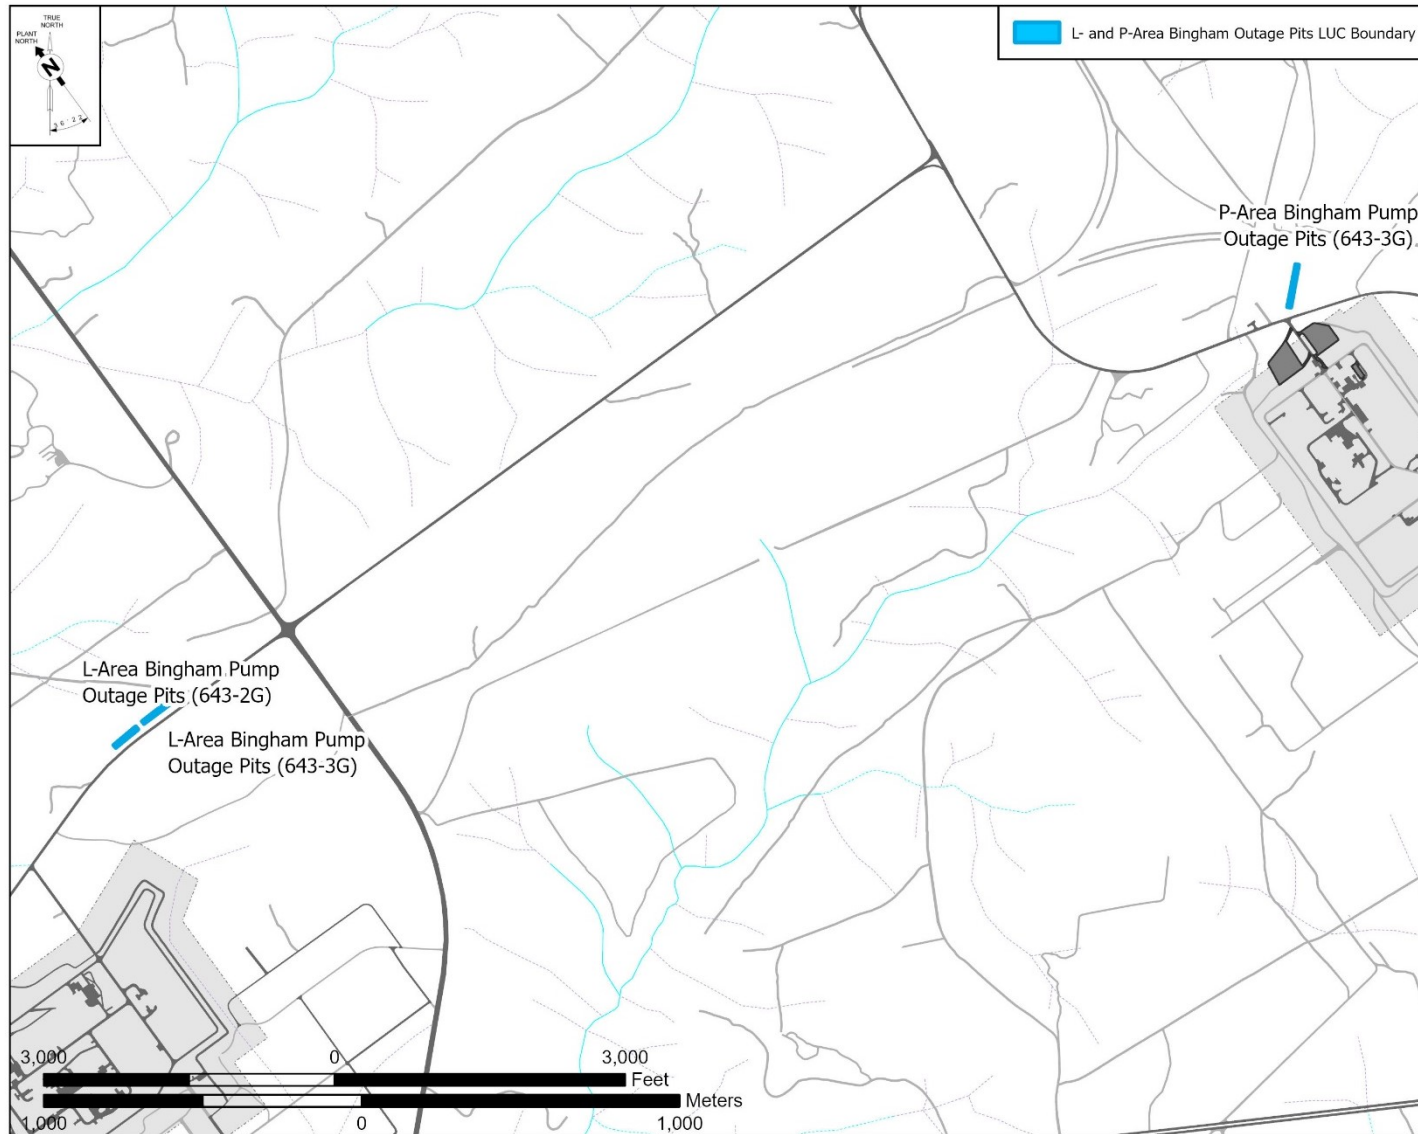 TRUE
NORTH
PLANT
NORTH
N
36°22'
L- and P-Area Bingham Outage Pits LUC Boundary
P-Area Bingham Pump
Outage Pits (643-3G)
L-Area Bingham Pump
Outage Pits (643-2G)
L-Area Bingham Pump
Outage Pits (643-3G)
3,000 0 3,000
Feet
Meters
1,000 0 1,000